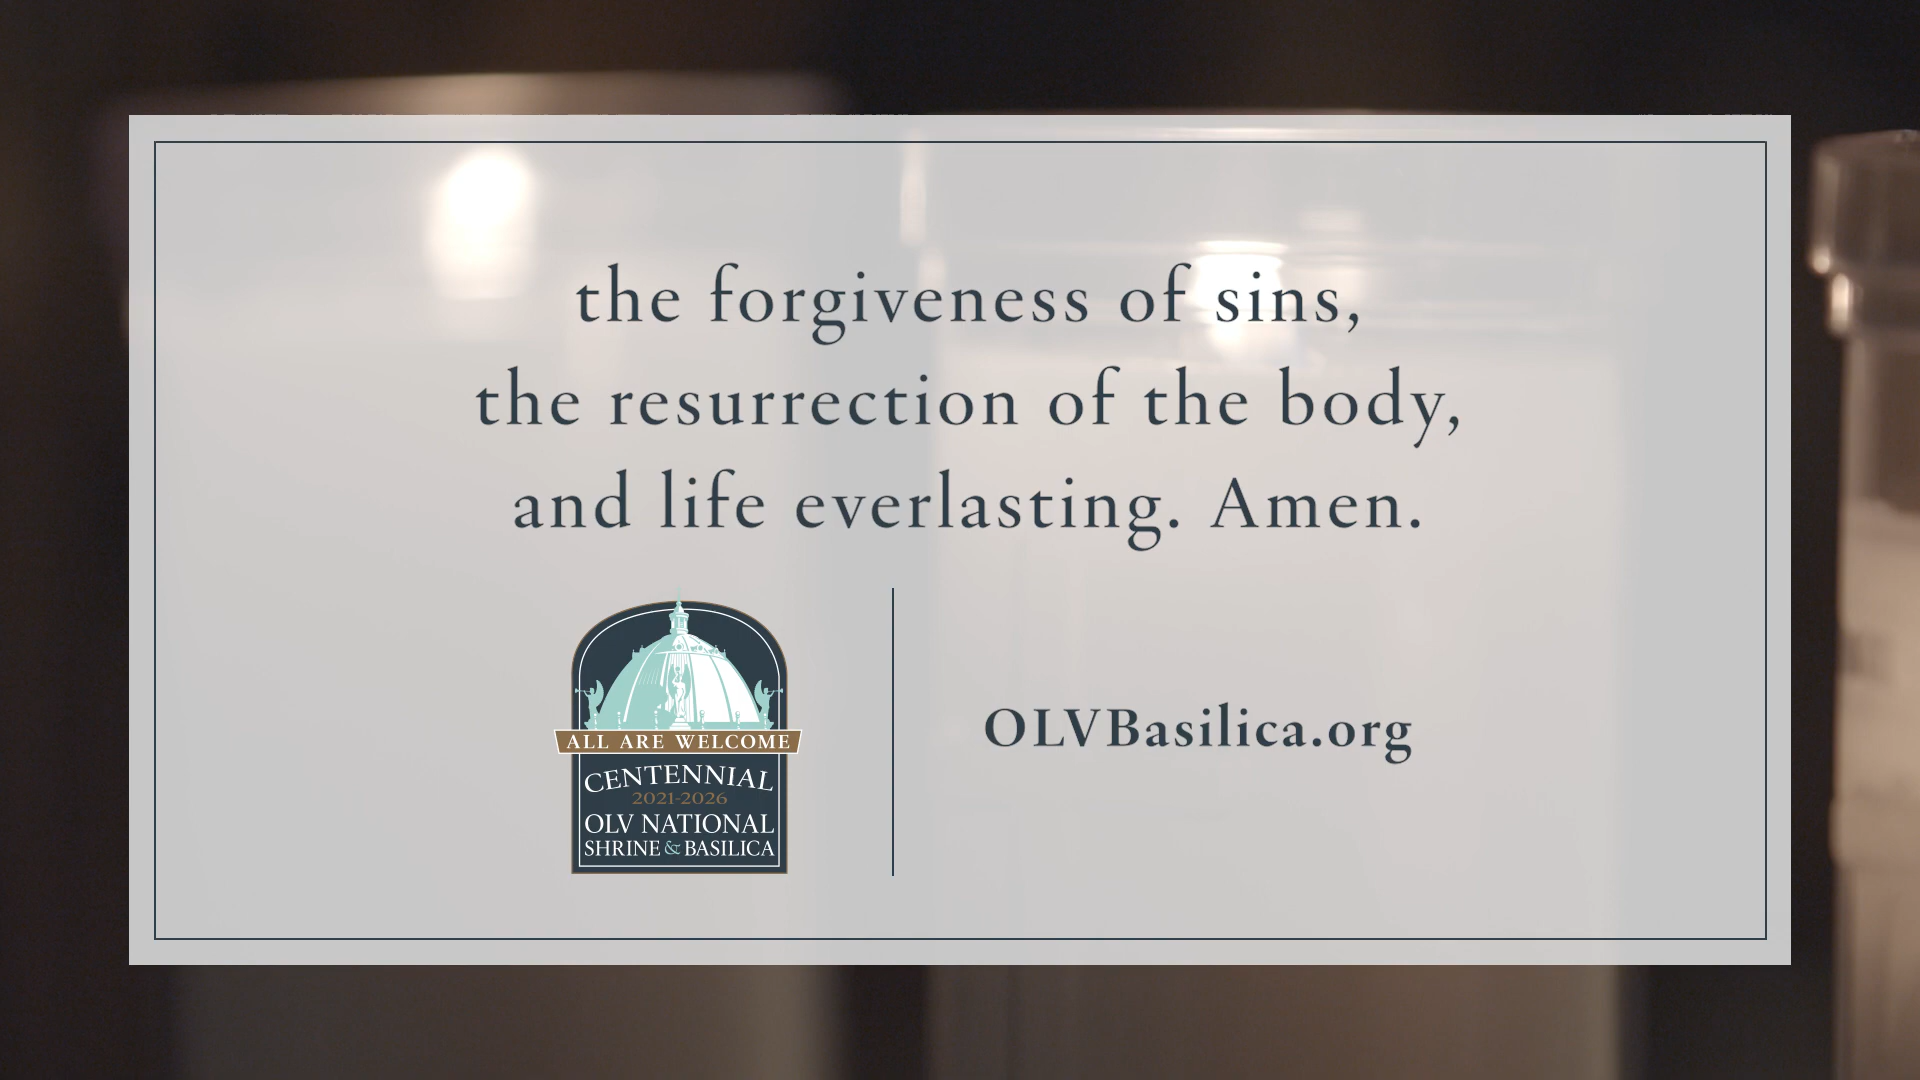 the forgiveness of sins,
the resurrection of the body,
and life everlasting. Amen.
ALL ARE WELCOME
CENTENNIAL
2021-2026
OLV NATIONAL
SHRINE & BASILICA
OLVBasilica.org